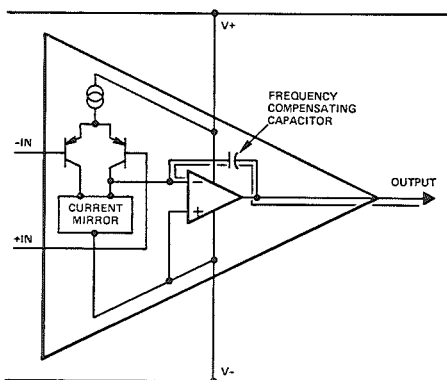 V+
FREQUENCY
COMPENSATING
CAPACITOR
-IN
−
OUTPUT
CURRENT
MIRROR
+
+IN
V-